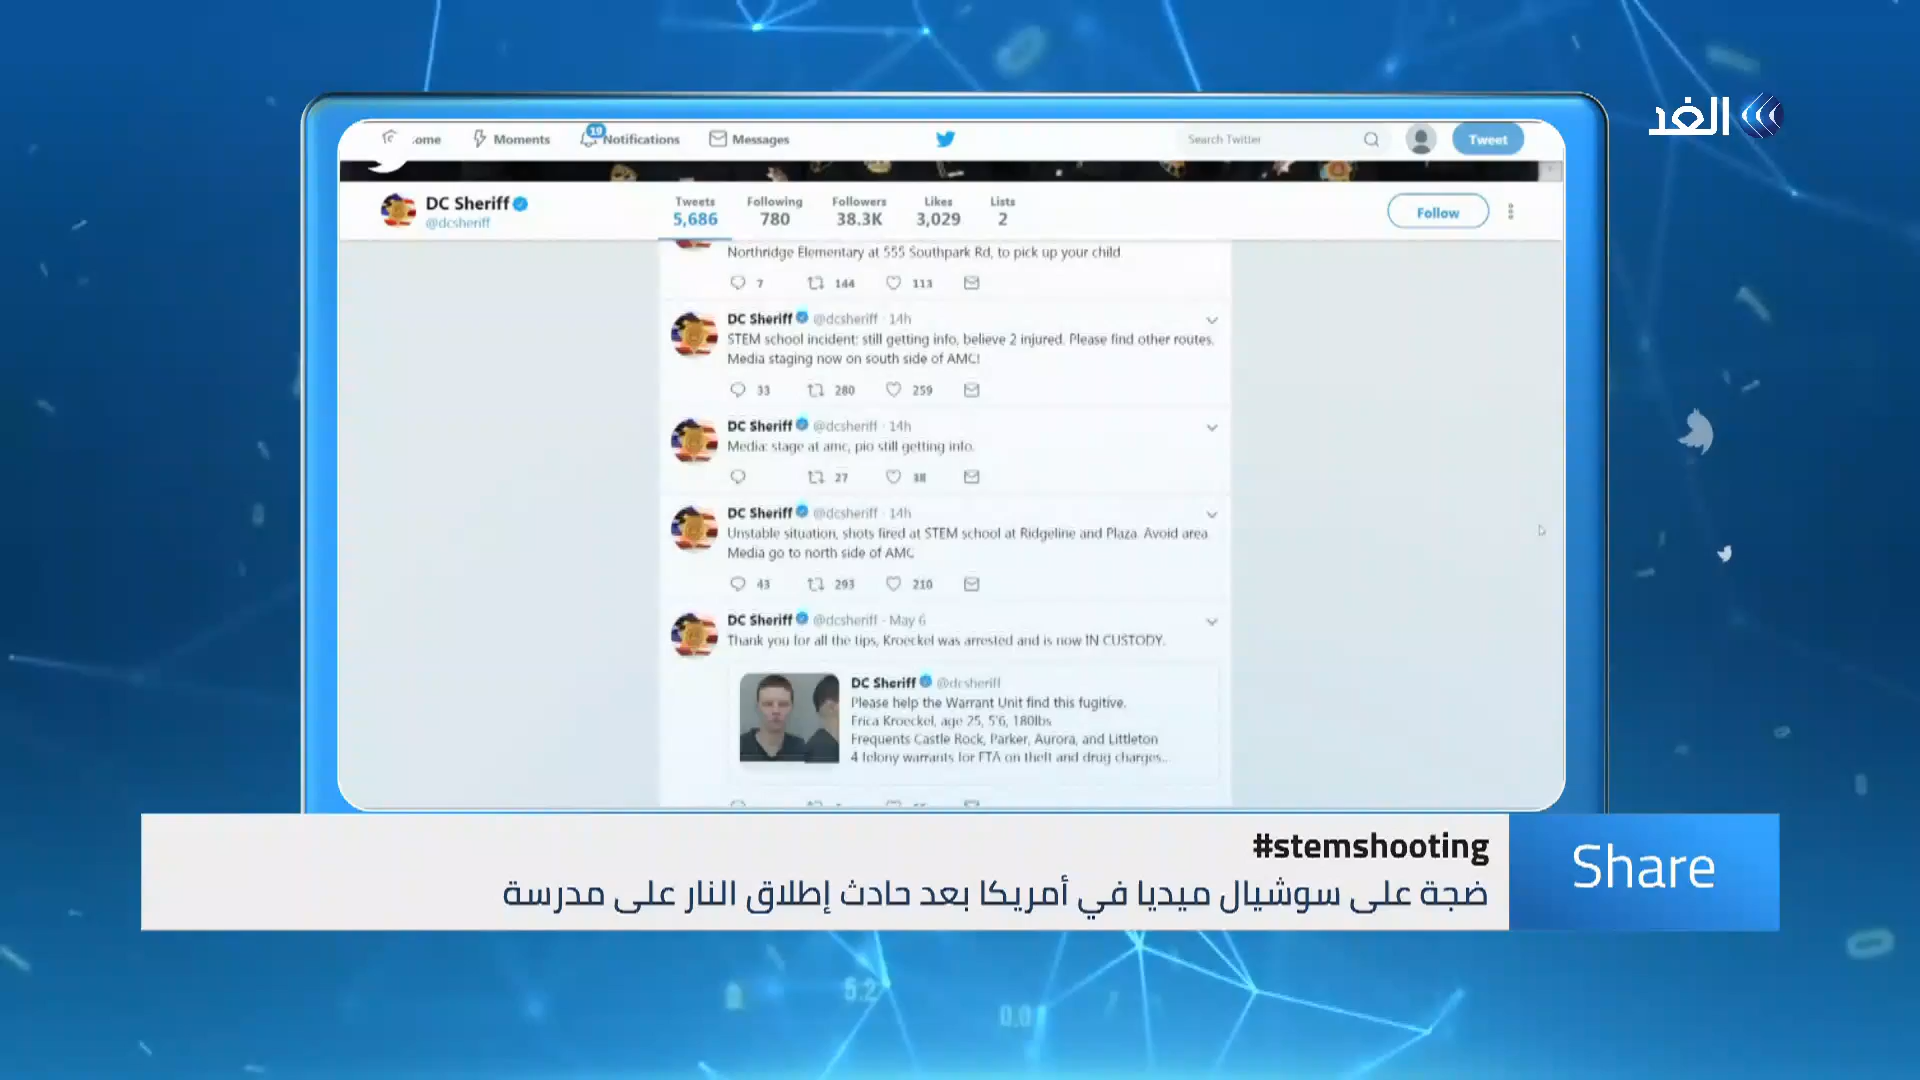 الغد
ome
Moments
19
Notifications
Messages
Search Twitter
Tweet
DC Sheriff
@dcsheriff
Tweets
5,686
Following
780
Followers
38.3K
Likes
3,029
Lists
2
Follow
Northridge Elementary at 555 Southpark Rd, to pick up your child
7 144 113
DC Sheriff @dcsheriff · 14h
STEM school incident: still getting info, believe 2 injured. Please find other routes.
Media staging now on south side of AMC!
33 280 259
DC Sheriff @dcsheriff · 14h
Media: stage at amc, pio still getting info.
27 38
DC Sheriff @dcsheriff · 14h
Unstable situation, shots fired at STEM school at Ridgeline and Plaza. Avoid area.
Media go to north side of AMC
43 293 210
DC Sheriff @dcsheriff · May 6
Thank you for all the tips, Kroeckel was arrested and is now IN CUSTODY.
DC Sheriff @dcsheriff
Please help the Warrant Unit find this fugitive.
Erica Kroeckel, age 25, 5'6, 180lbs
Frequents Castle Rock, Parker, Aurora, and Littleton
4 felony warrants for FTA on theft and drug charges...
#stemshooting
ضجة على سوشيال ميديا في أمريكا بعد حادث إطلاق النار على مدرسة
Share
5.2
0.0